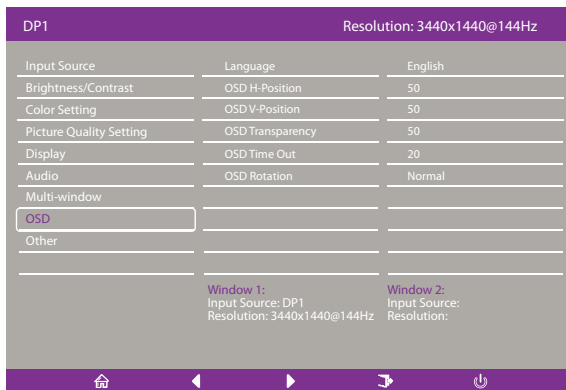 DP1 Resolution: 3440x1440@144Hz
Input Source Language English
Brightness/Contrast OSD H-Position 50
Color Setting OSD V-Position 50
Picture Quality Setting OSD Transparency 50
Display OSD Time Out 20
Audio OSD Rotation Normal
Multi-window
OSD
Other
Window 1: Window 2:
Input Source: DP1 Input Source:
Resolution: 3440x1440@144Hz Resolution: